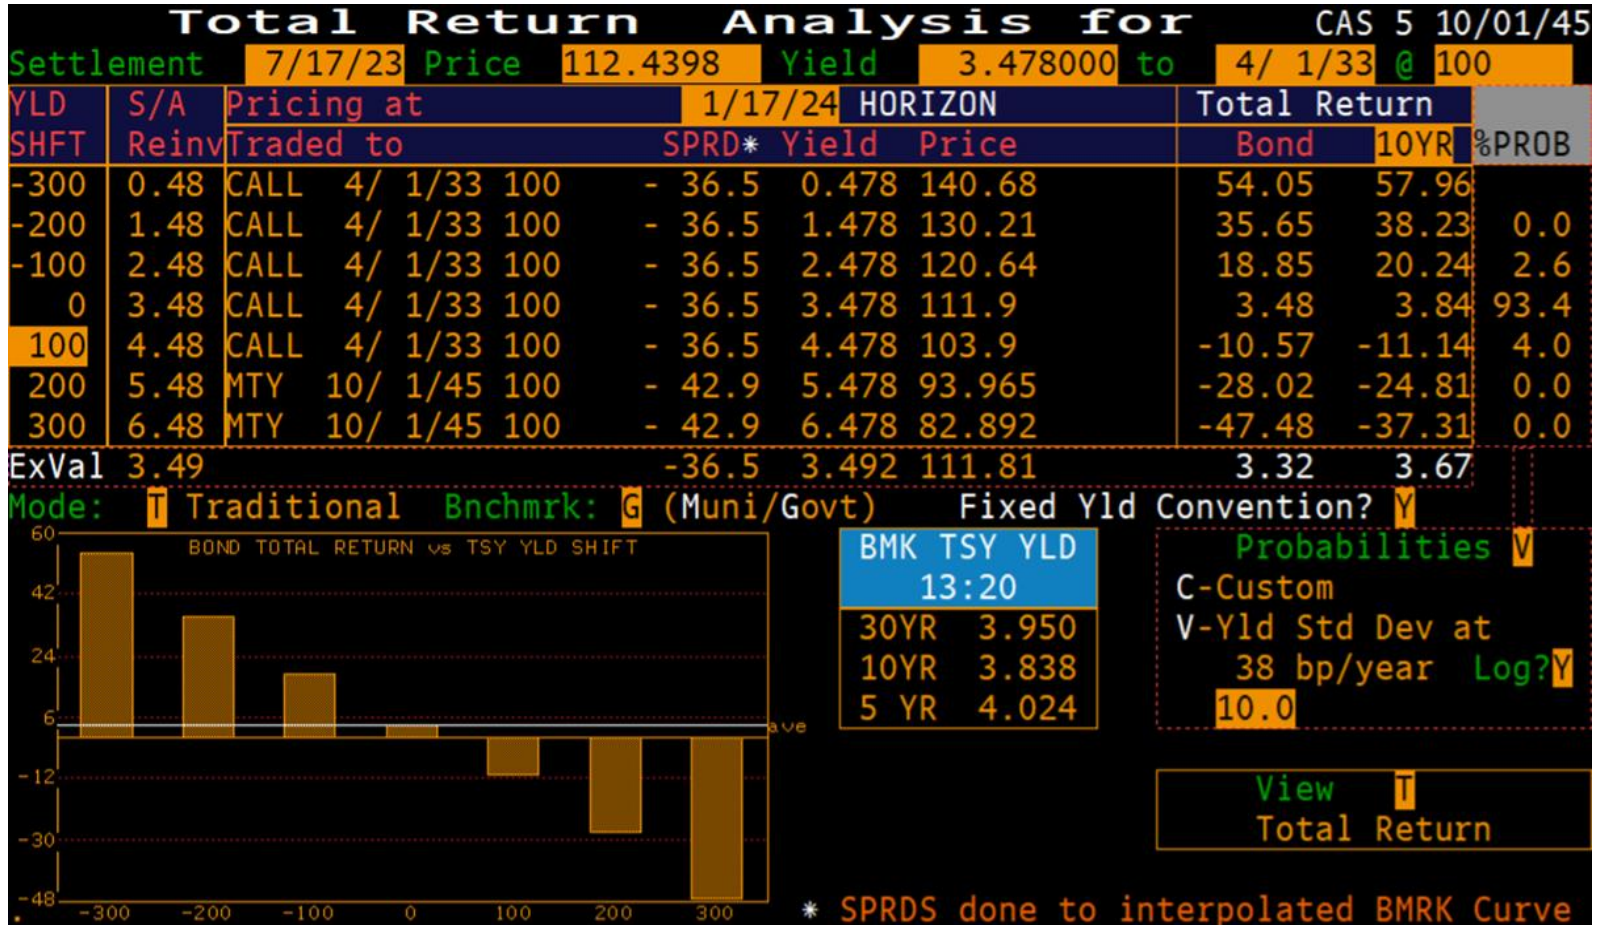 Total Return Analysis for CAS 5 10/01/45
Settlement 7/17/23 Price 112.4398 Yield 3.478000 to 4/ 1/33 @ 100
YLD S/A Pricing at 1/17/24 HORIZON Total Return
SHFT Reinv Traded to SPRD* Yield Price Bond 10YR %PROB
-300 0.48 CALL 4/ 1/33 100 - 36.5 0.478 140.68 54.05 57.96
-200 1.48 CALL 4/ 1/33 100 - 36.5 1.478 130.21 35.65 38.23 0.0
-100 2.48 CALL 4/ 1/33 100 - 36.5 2.478 120.64 18.85 20.24 2.6
0 3.48 CALL 4/ 1/33 100 - 36.5 3.478 111.9 3.48 3.84 93.4
100 4.48 CALL 4/ 1/33 100 - 36.5 4.478 103.9 -10.57 -11.14 4.0
200 5.48 MTY 10/ 1/45 100 - 42.9 5.478 93.965 -28.02 -24.81 0.0
300 6.48 MTY 10/ 1/45 100 - 42.9 6.478 82.892 -47.48 -37.31 0.0
ExVal 3.49 -36.5 3.492 111.81 3.32 3.67
Mode: T Traditional Bnchmrk: G (Muni/Govt) Fixed Yld Convention? Y
BOND TOTAL RETURN vs TSY YLD SHIFT
60
42
24
6
-12
-30
-48
ave
-300 -200 -100 0 100 200 300
BMK TSY YLD
13:20
30YR 3.950
10YR 3.838
5 YR 4.024
Probabilities V
C-Custom
V-Yld Std Dev at
38 bp/year Log?Y
10.0
View T
Total Return
* SPRDS done to interpolated BMRK Curve